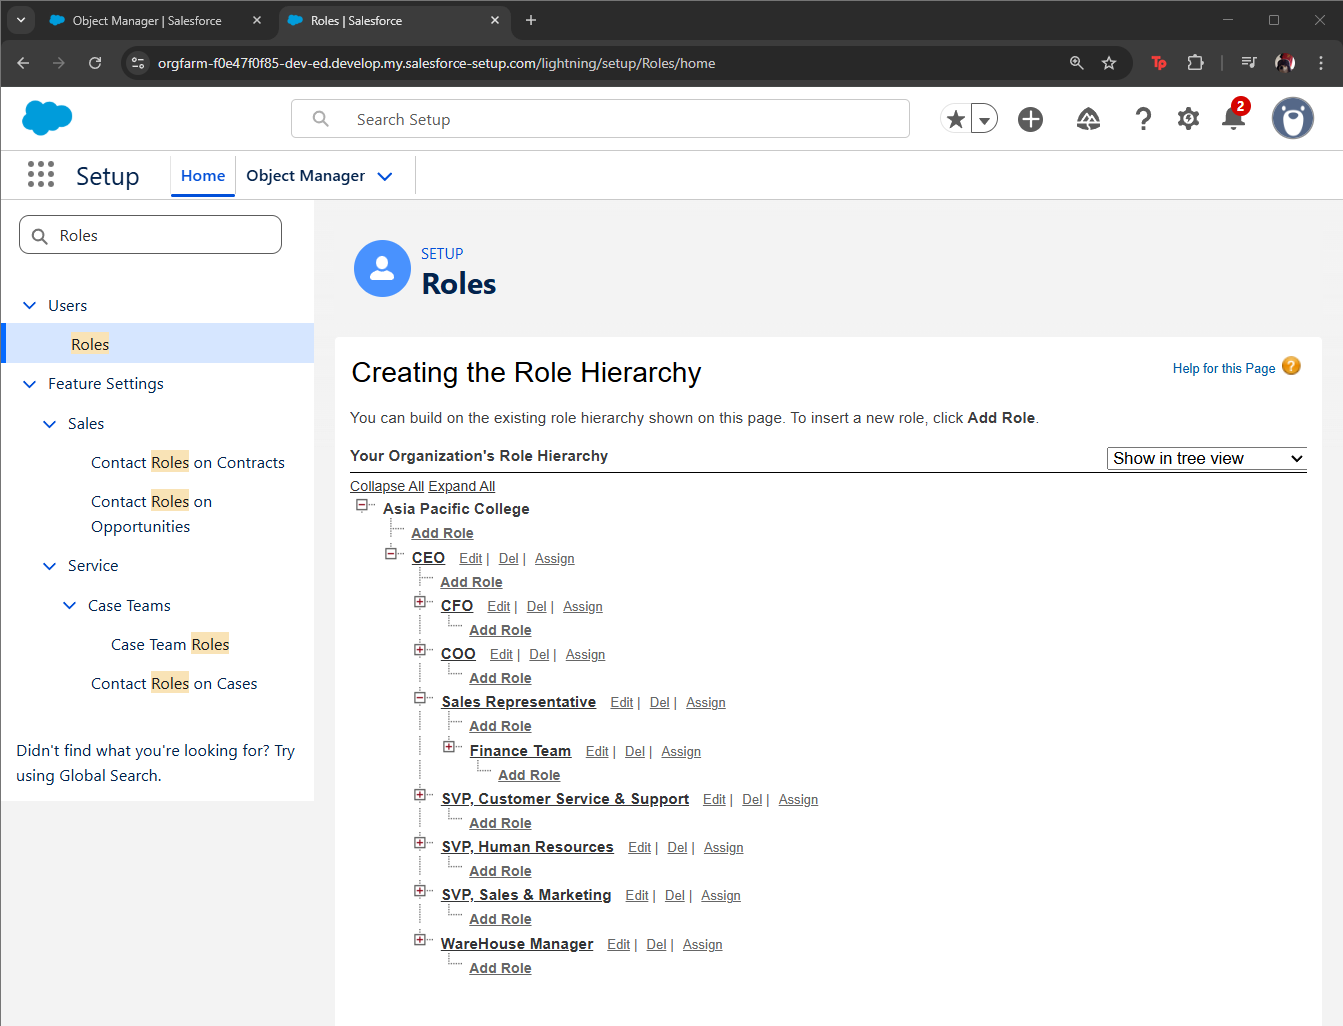 Object Manager | Salesforce
Roles | Salesforce
orgfarm-f0e47f0f85-dev-ed.develop.my.salesforce-setup.com/lightning/setup/Roles/home
Tp
Search Setup
2
Setup
Home
Object Manager
Roles
Users
Roles
Feature Settings
Sales
Contact Roles on Contracts
Contact Roles on
Opportunities
Service
Case Teams
Case Team Roles
Contact Roles on Cases
Didn't find what you're looking for? Try
using Global Search.
SETUP
Roles
Creating the Role Hierarchy
Help for this Page ?
You can build on the existing role hierarchy shown on this page. To insert a new role, click Add Role.
Your Organization's Role Hierarchy
Show in tree view
Collapse All Expand All
Asia Pacific College
Add Role
CEO Edit | Del | Assign
Add Role
CFO Edit | Del | Assign
Add Role
COO Edit | Del | Assign
Add Role
Sales Representative Edit | Del | Assign
Add Role
Finance Team Edit | Del | Assign
Add Role
SVP, Customer Service & Support Edit | Del | Assign
Add Role
SVP, Human Resources Edit | Del | Assign
Add Role
SVP, Sales & Marketing Edit | Del | Assign
Add Role
WareHouse Manager Edit | Del | Assign
Add Role